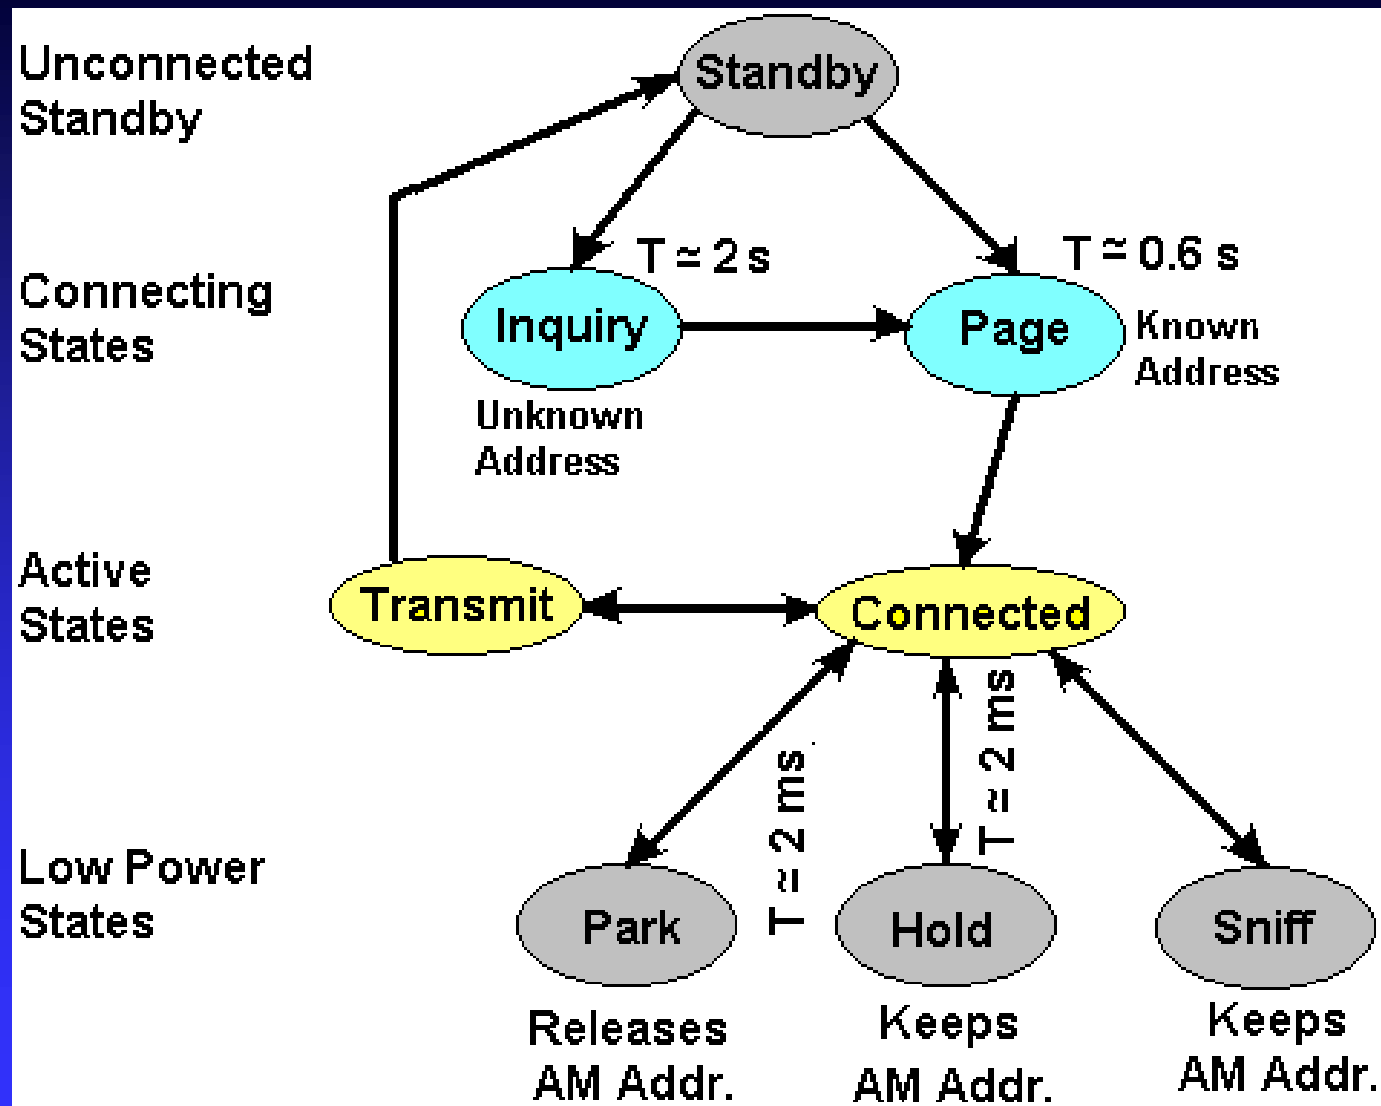 Unconnected
Standby
Standby
T ≃ 2 s
T ≃ 0.6 s
Connecting
States
Inquiry
Page
Known
Address
Unknown
Address
Active
States
Transmit
Connected
T ≃ 2 ms
T ≃ 2 ms
Low Power
States
Park
Hold
Sniff
Releases
AM Addr.
Keeps
AM Addr.
Keeps
AM Addr.